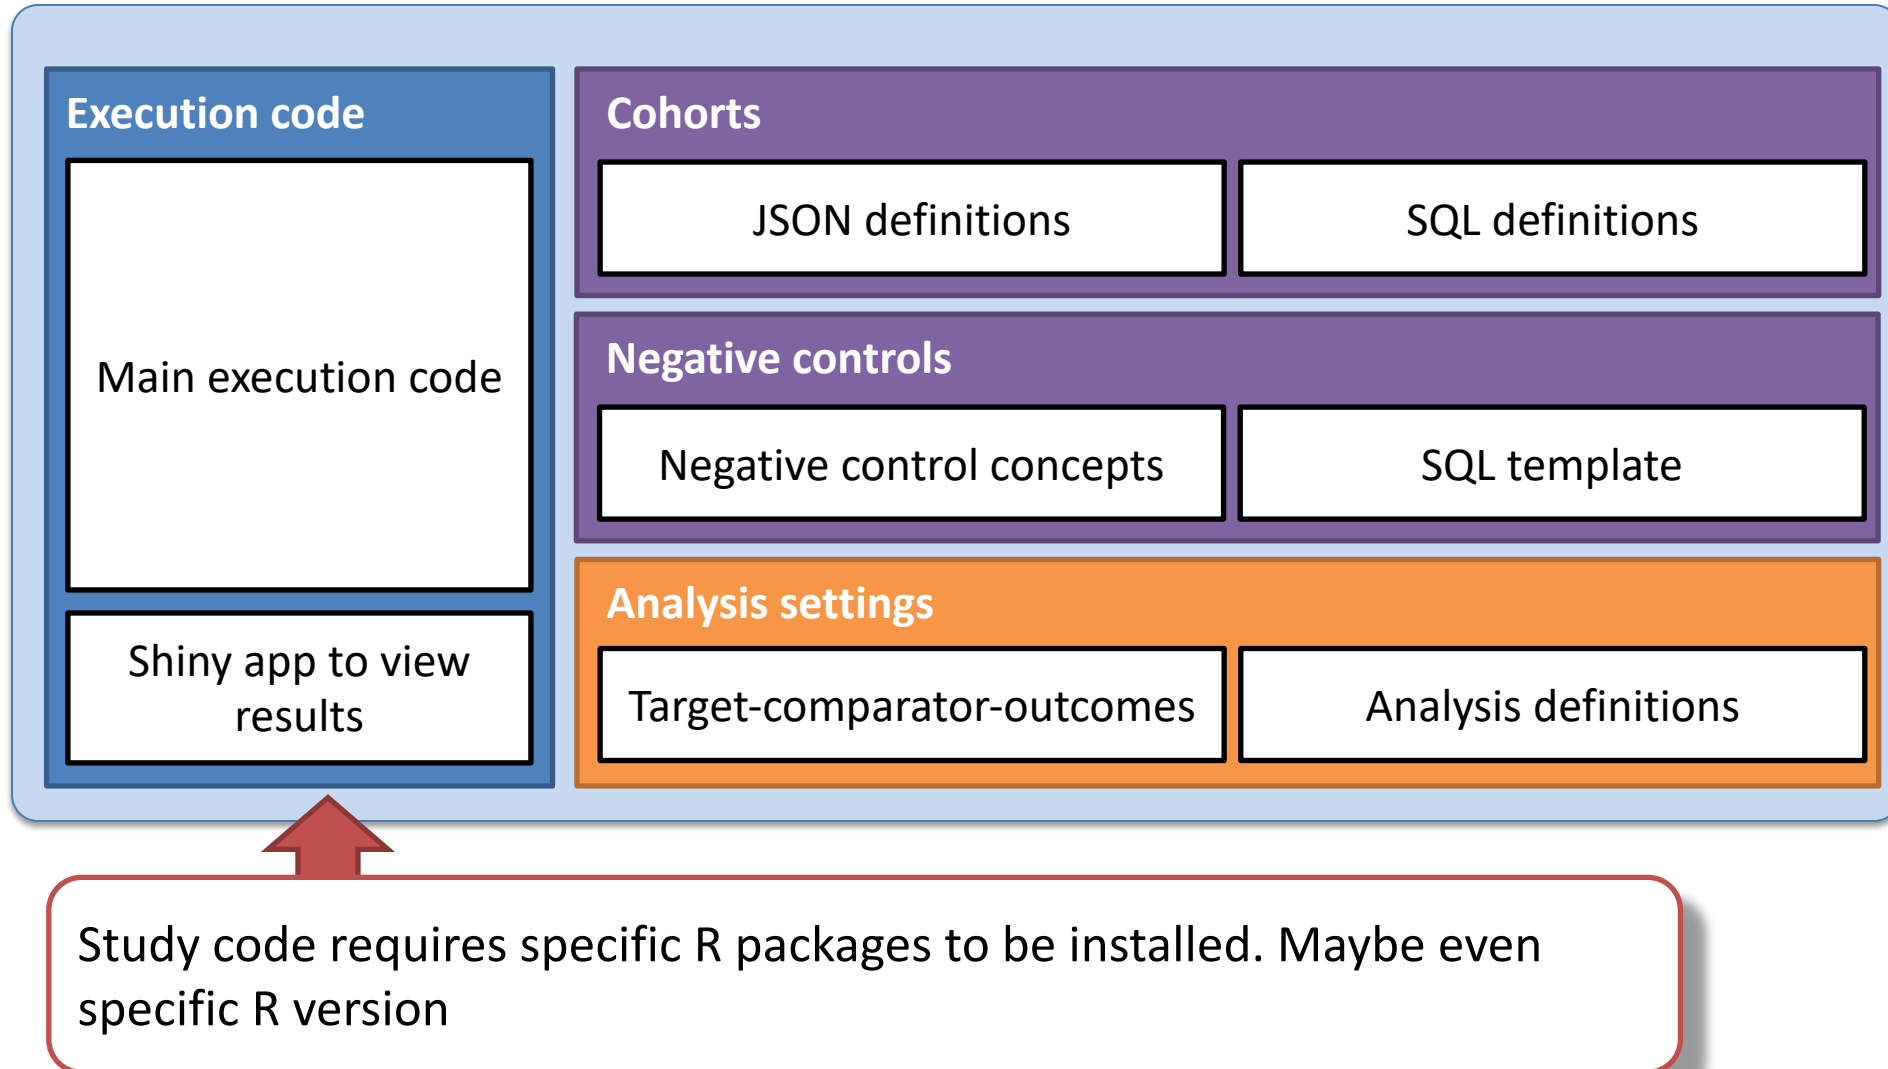 Execution code
Main execution code
Shiny app to view
results
Cohorts
JSON definitions
SQL definitions
Negative controls
Negative control concepts
SQL template
Analysis settings
Target-comparator-outcomes
Analysis definitions
Study code requires specific R packages to be installed. Maybe even
specific R version